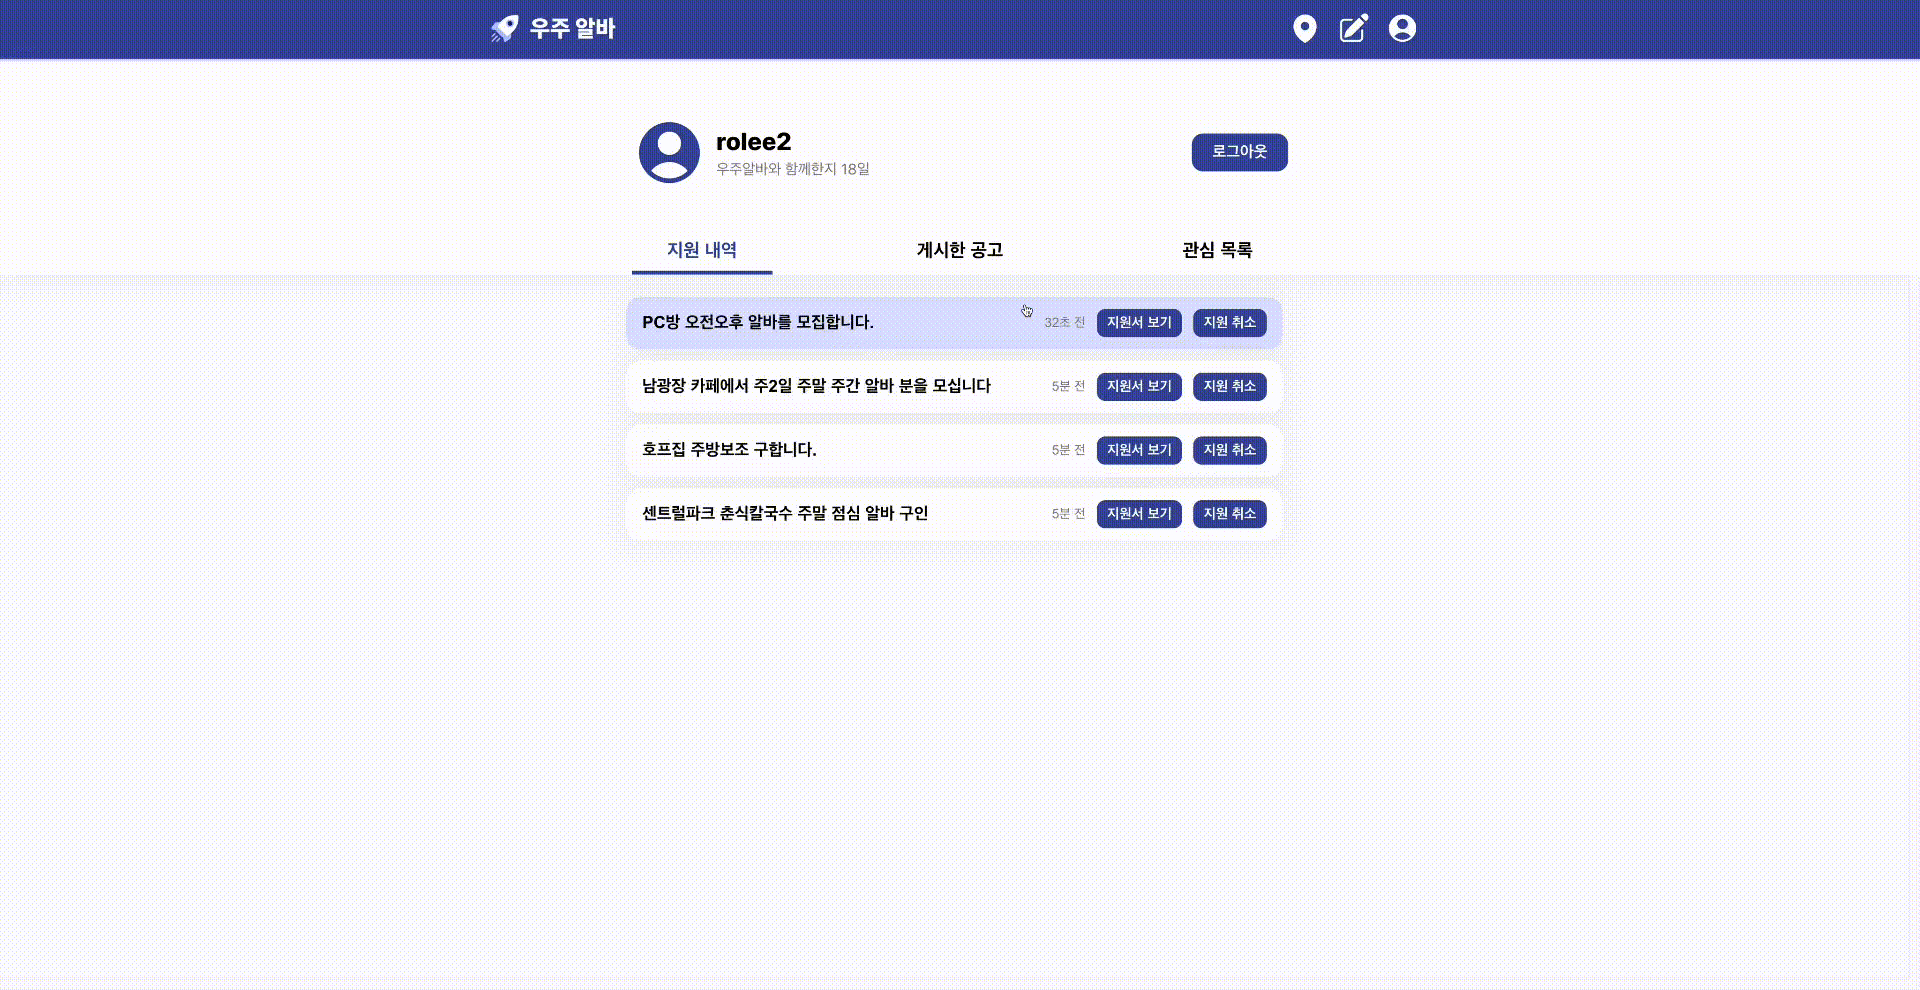 우주 알바
rolee2
우주알바와 함께한지 18일
로그아웃
지원 내역 게시한 공고 관심 목록
PC방 오전오후 알바를 모집합니다. 32초 전 지원서 보기 지원 취소
남광장 카페에서 주2일 주말 주간 알바 분을 모십니다 5분 전 지원서 보기 지원 취소
호프집 주방보조 구합니다. 5분 전 지원서 보기 지원 취소
센트럴파크 춘식칼국수 주말 점심 알바 구인 5분 전 지원서 보기 지원 취소